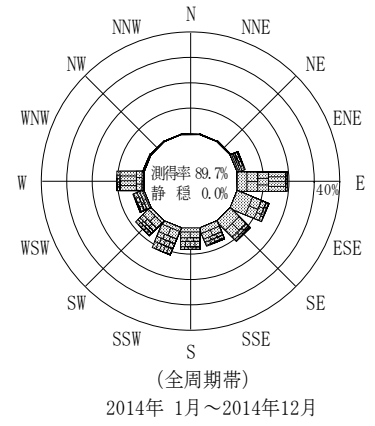 N
NNW NNE
NW NE
WNW ENE
測得率 89.7%
W 40% E
静 穏 0.0%
WSW ESE
SW SE
SSW SSE
S
(全周期帯)
2014年 1月~2014年12月